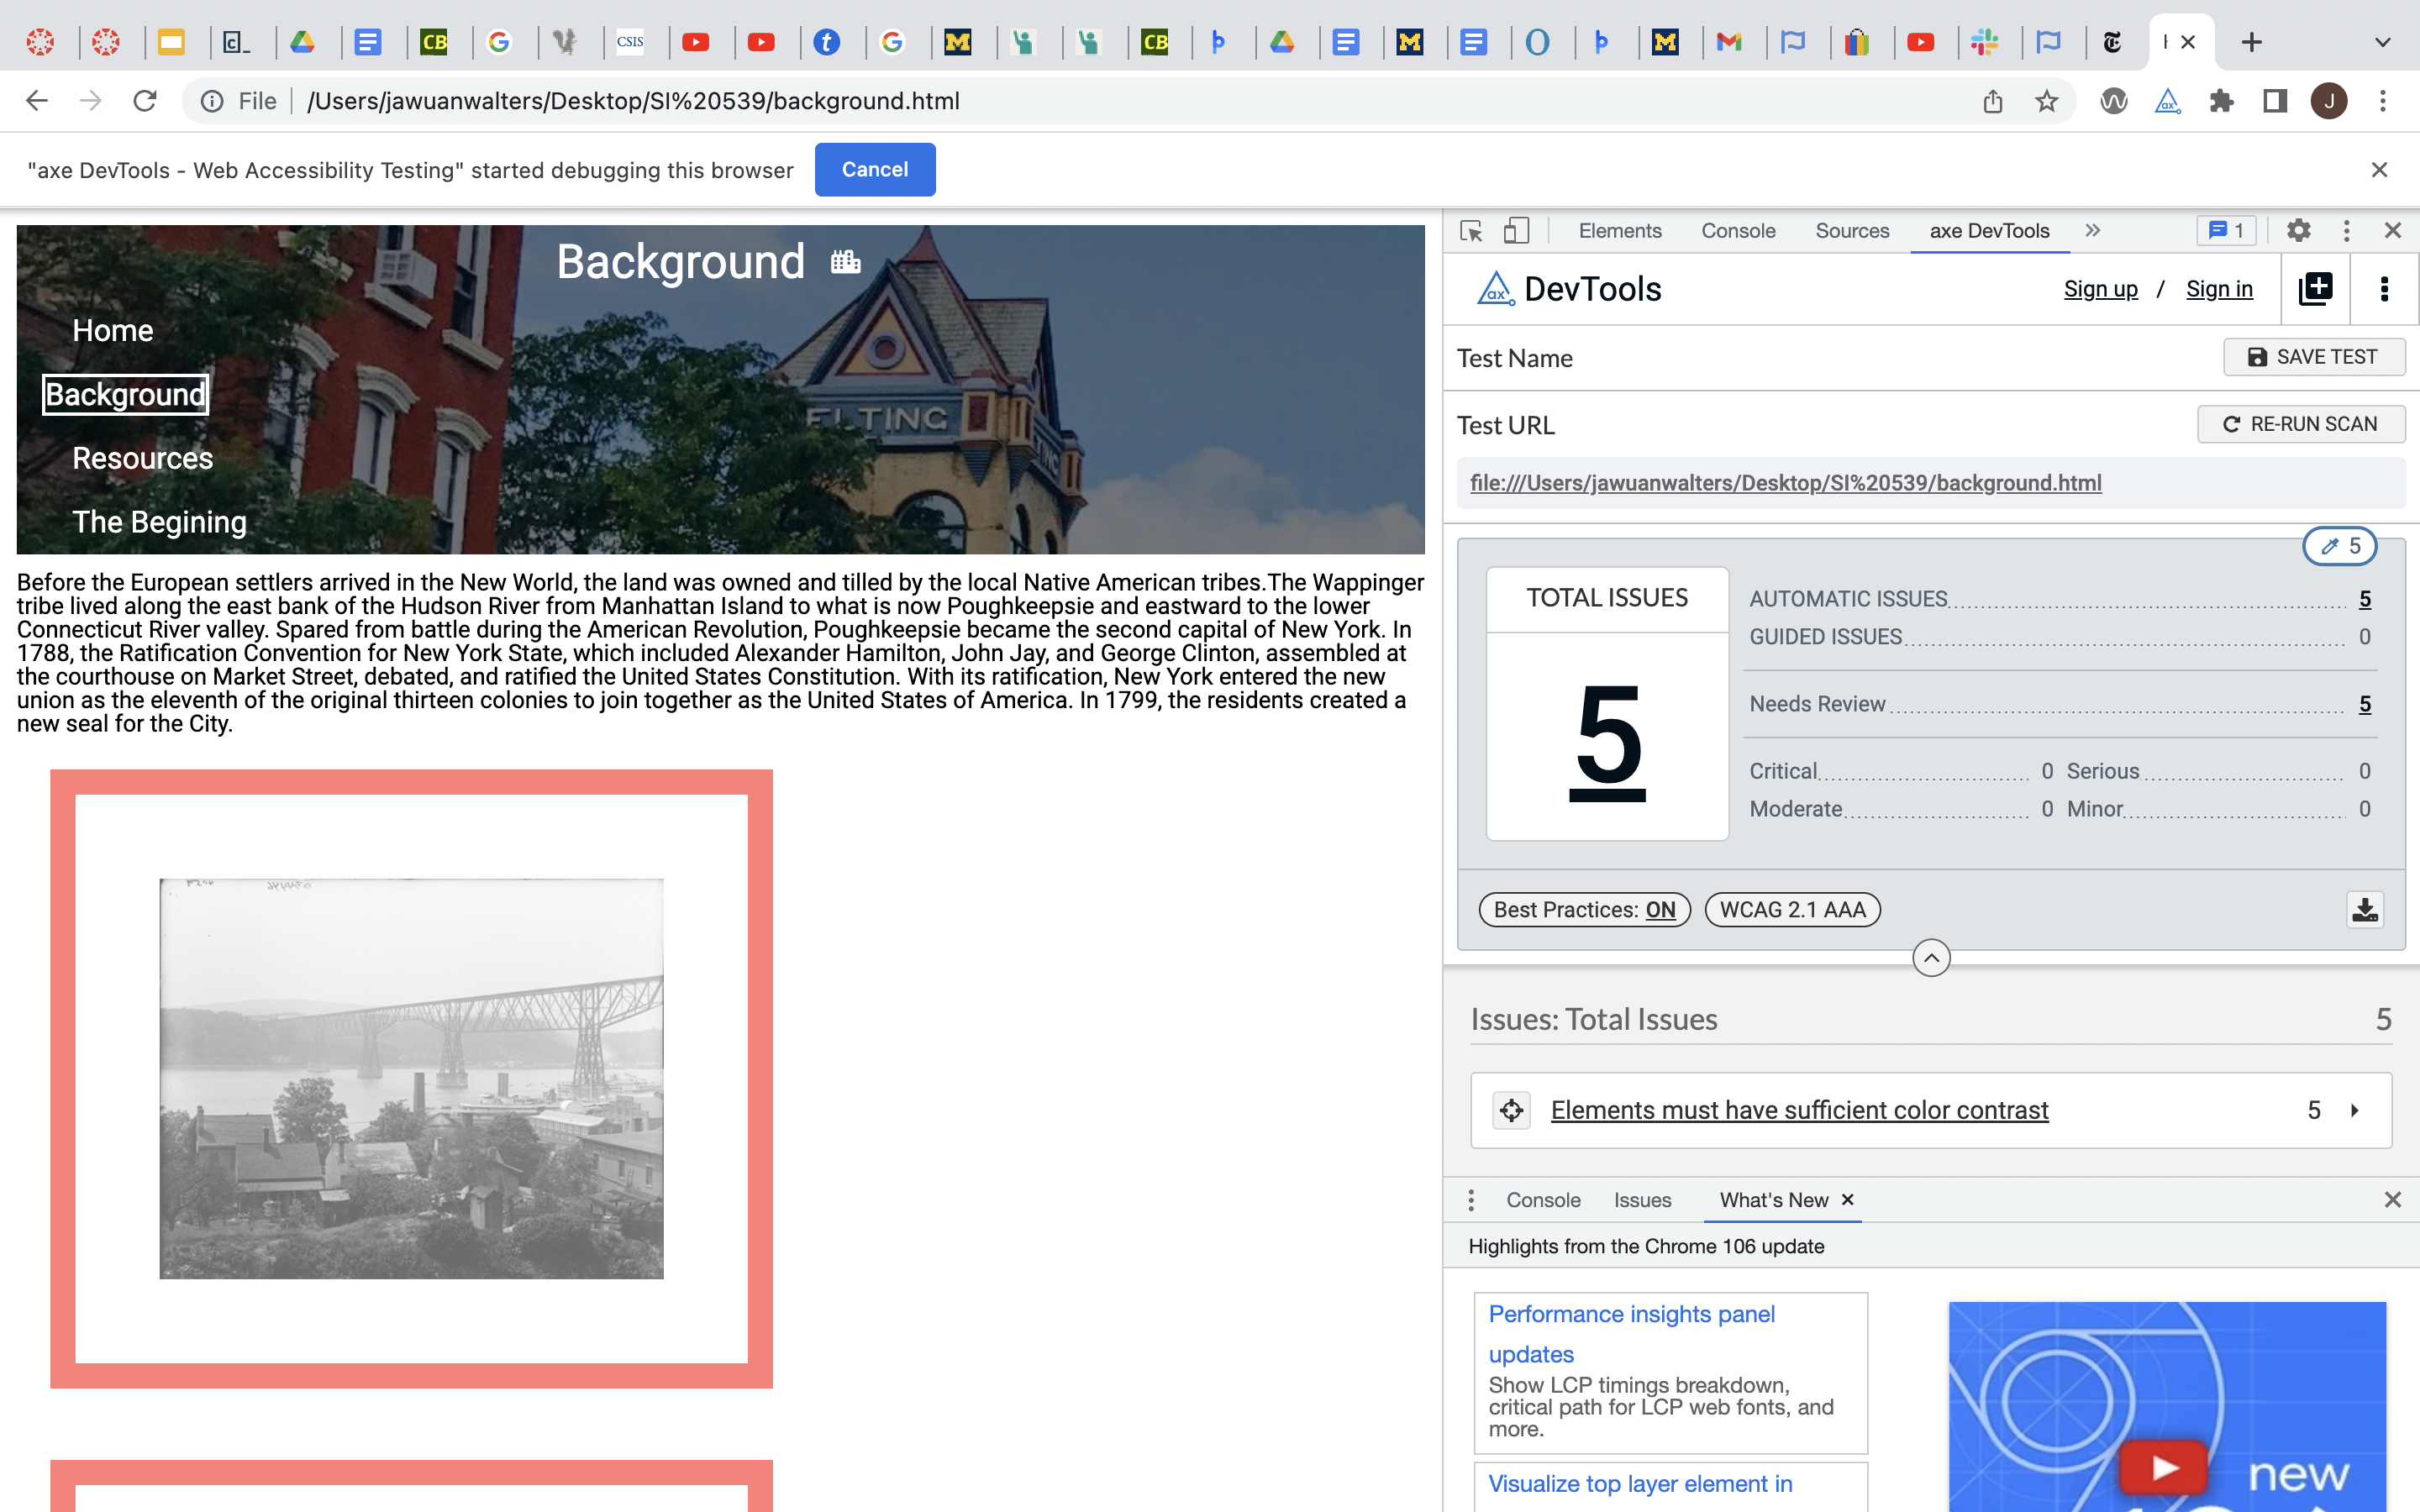 c_
CB
CSIS
t
M
CB
M
M
File
/Users/jawuanwalters/Desktop/SI%20539/background.html
J
"axe DevTools - Web Accessibility Testing" started debugging this browser
Cancel
Background
Home
Background
Resources
The Begining
ELTING
Before the European settlers arrived in the New World, the land was owned and tilled by the local Native American tribes.The Wappinger
tribe lived along the east bank of the Hudson River from Manhattan Island to what is now Poughkeepsie and eastward to the lower
Connecticut River valley. Spared from battle during the American Revolution, Poughkeepsie became the second capital of New York. In
1788, the Ratification Convention for New York State, which included Alexander Hamilton, John Jay, and George Clinton, assembled at
the courthouse on Market Street, debated, and ratified the United States Constitution. With its ratification, New York entered the new
union as the eleventh of the original thirteen colonies to join together as the United States of America. In 1799, the residents created a
new seal for the City.
Elements
Console
Sources
axe DevTools
1
ax DevTools
Sign up / Sign in
Test Name
SAVE TEST
Test URL
RE-RUN SCAN
file:///Users/jawuanwalters/Desktop/SI%20539/background.html
5
TOTAL ISSUES
5
AUTOMATIC ISSUES 5
GUIDED ISSUES 0
Needs Review 5
Critical 0 Serious 0
Moderate 0 Minor 0
Best Practices: ON
WCAG 2.1 AAA
Issues: Total Issues 5
Elements must have sufficient color contrast 5
Console
Issues
What's New
Highlights from the Chrome 106 update
Performance insights panel
updates
Show LCP timings breakdown,
critical path for LCP web fonts, and
more.
Visualize top layer element in
new